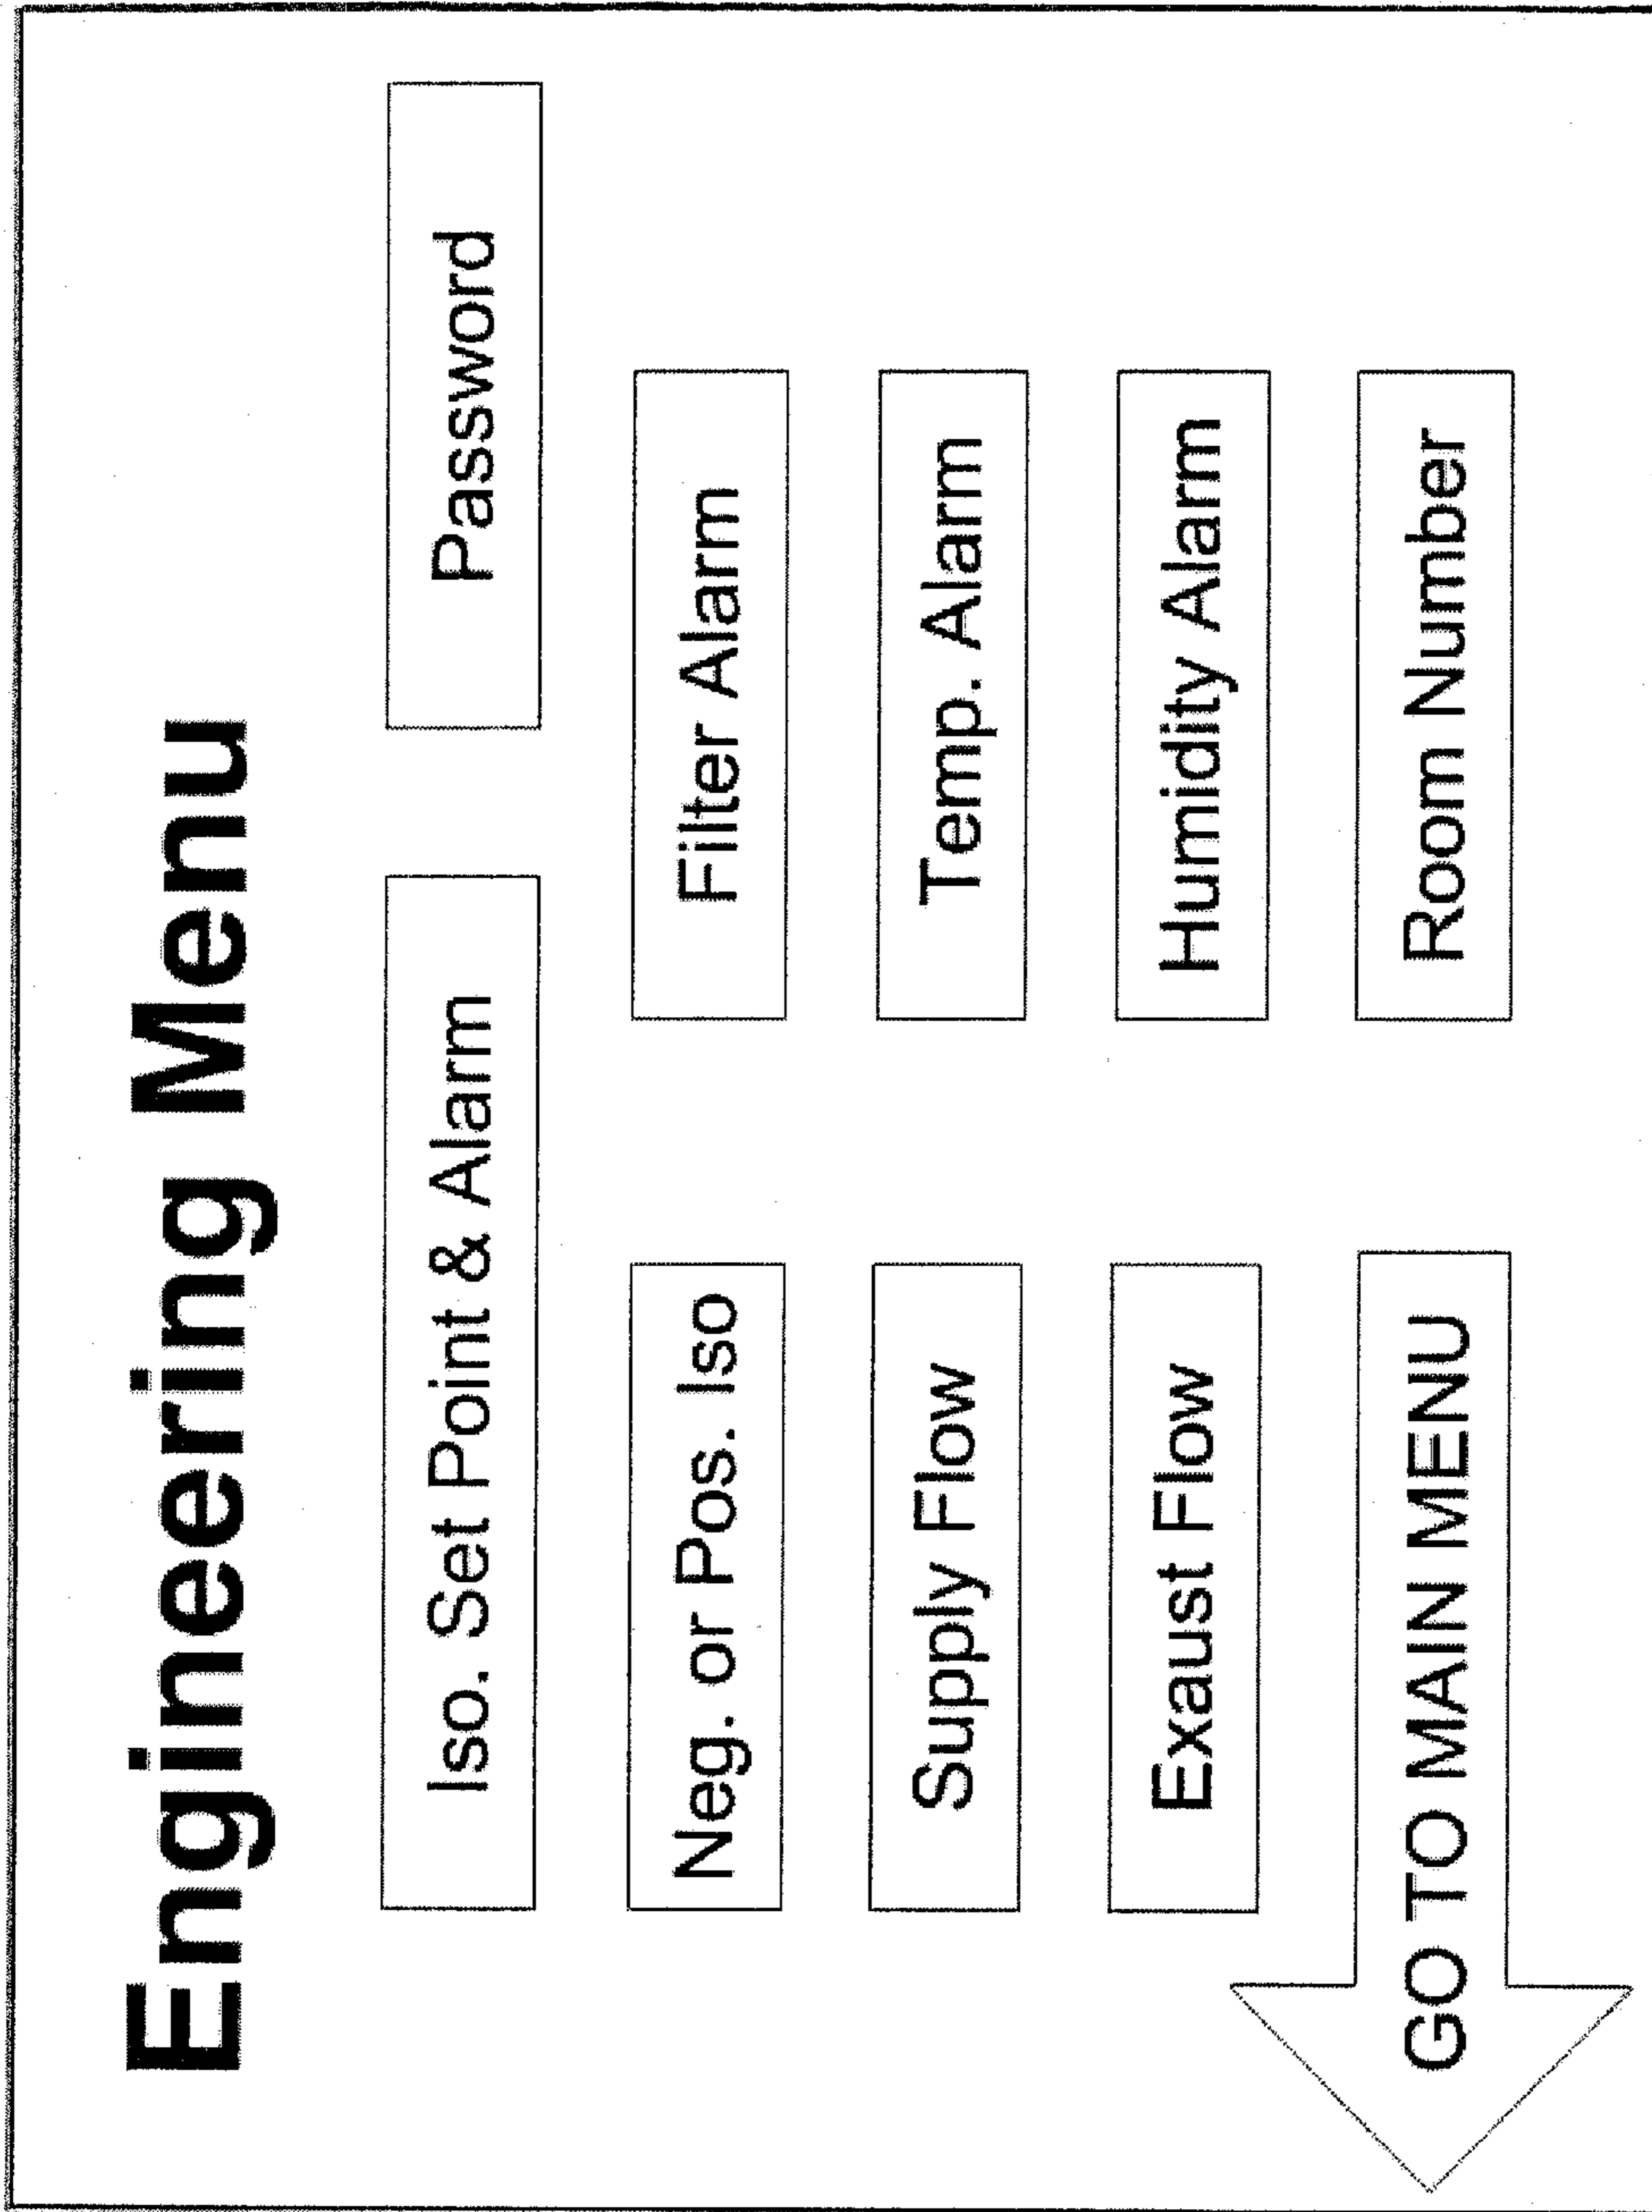 Engineering Menu
Iso. Set Point & Alarm
Password
Neg. or Pos. Iso
Filter Alarm
Supply Flow
Temp. Alarm
Exaust Flow
Humidity Alarm
GO TO MAIN MENU
Room Number